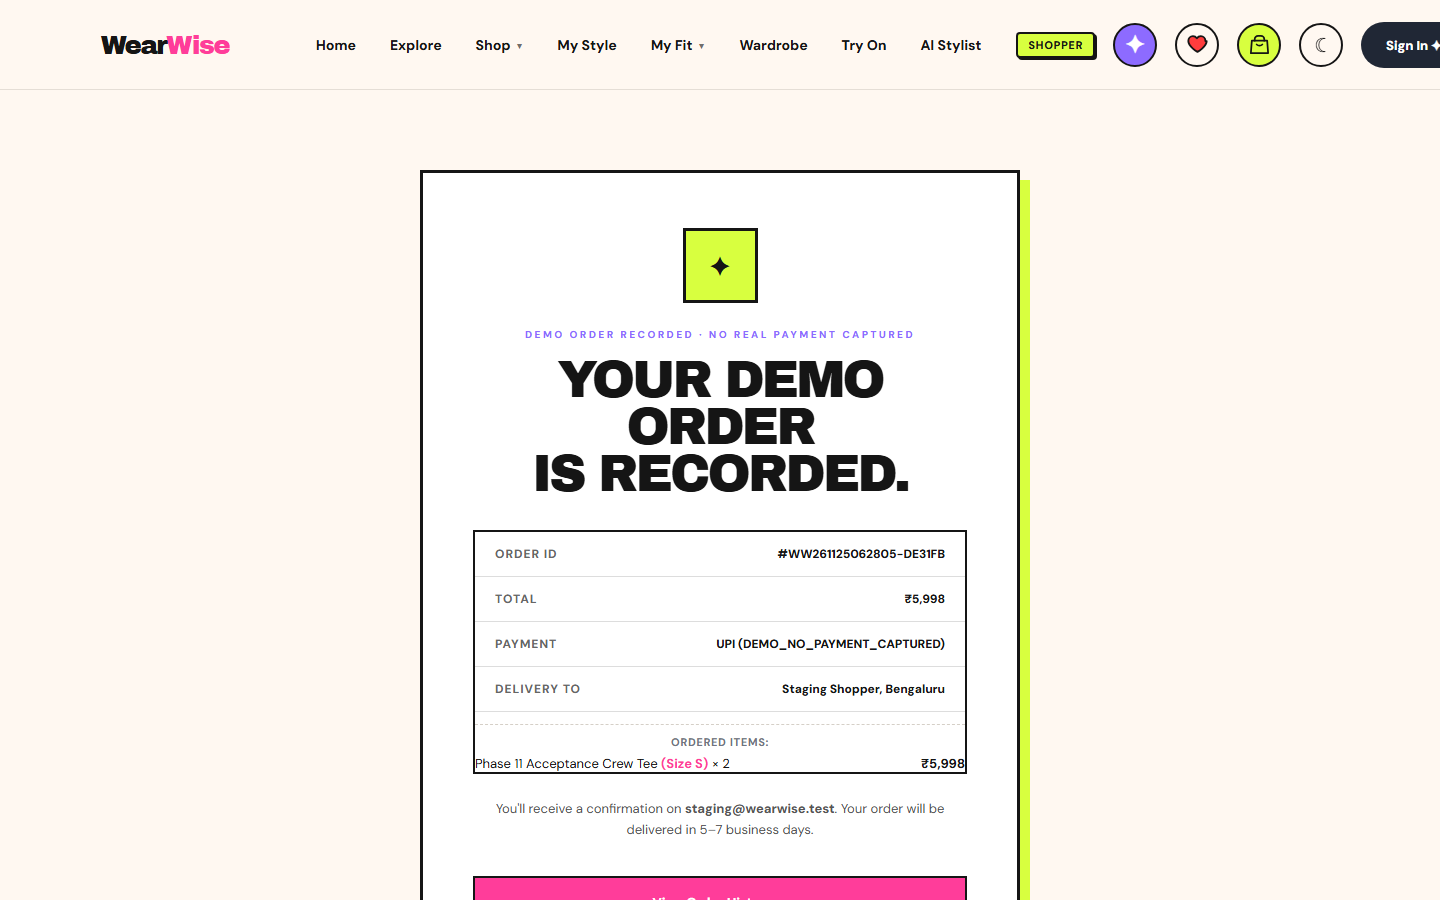 WearWise
Home Explore Shop ▾ My Style My Fit ▾ Wardrobe Try On AI Stylist SHOPPER Sign In ✦
✦
DEMO ORDER RECORDED · NO REAL PAYMENT CAPTURED
YOUR DEMO
ORDER
IS RECORDED.
ORDER ID #WW261125062805-DE31FB
TOTAL ₹5,998
PAYMENT UPI (DEMO_NO_PAYMENT_CAPTURED)
DELIVERY TO Staging Shopper, Bengaluru
ORDERED ITEMS:
Phase 11 Acceptance Crew Tee (Size S) × 2 ₹5,998
You'll receive a confirmation on staging@wearwise.test. Your order will be
delivered in 5–7 business days.